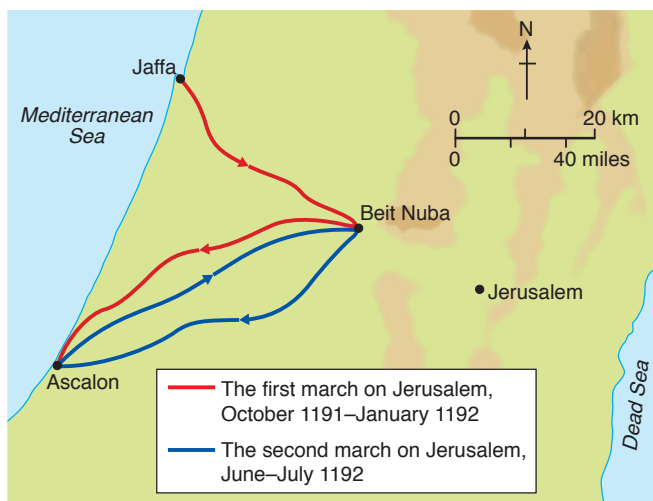 Jaffa
Mediterranean
Sea
N
0 20 km
0 40 miles
Beit Nuba
Jerusalem
Ascalon
Dead Sea
The first march on Jerusalem,
October 1191–January 1192
The second march on Jerusalem,
June–July 1192